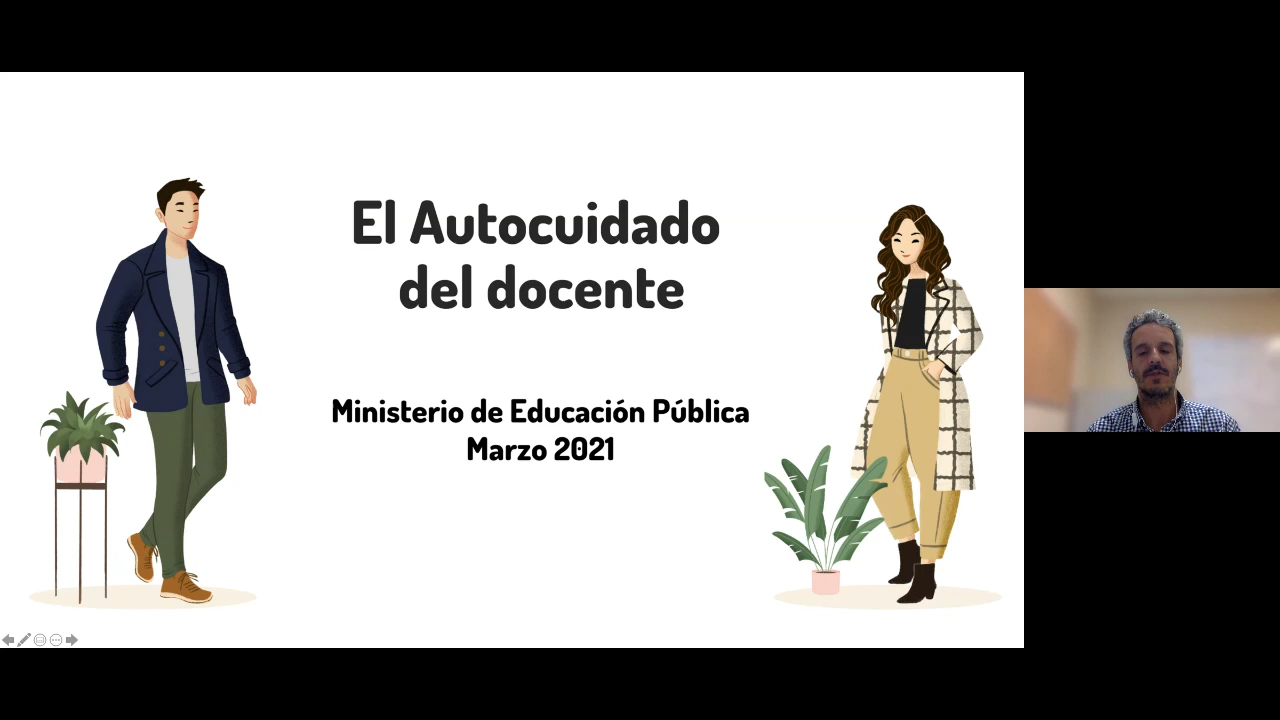 El Autocuidado
del docente
Ministerio de Educación Pública
Marzo 2021